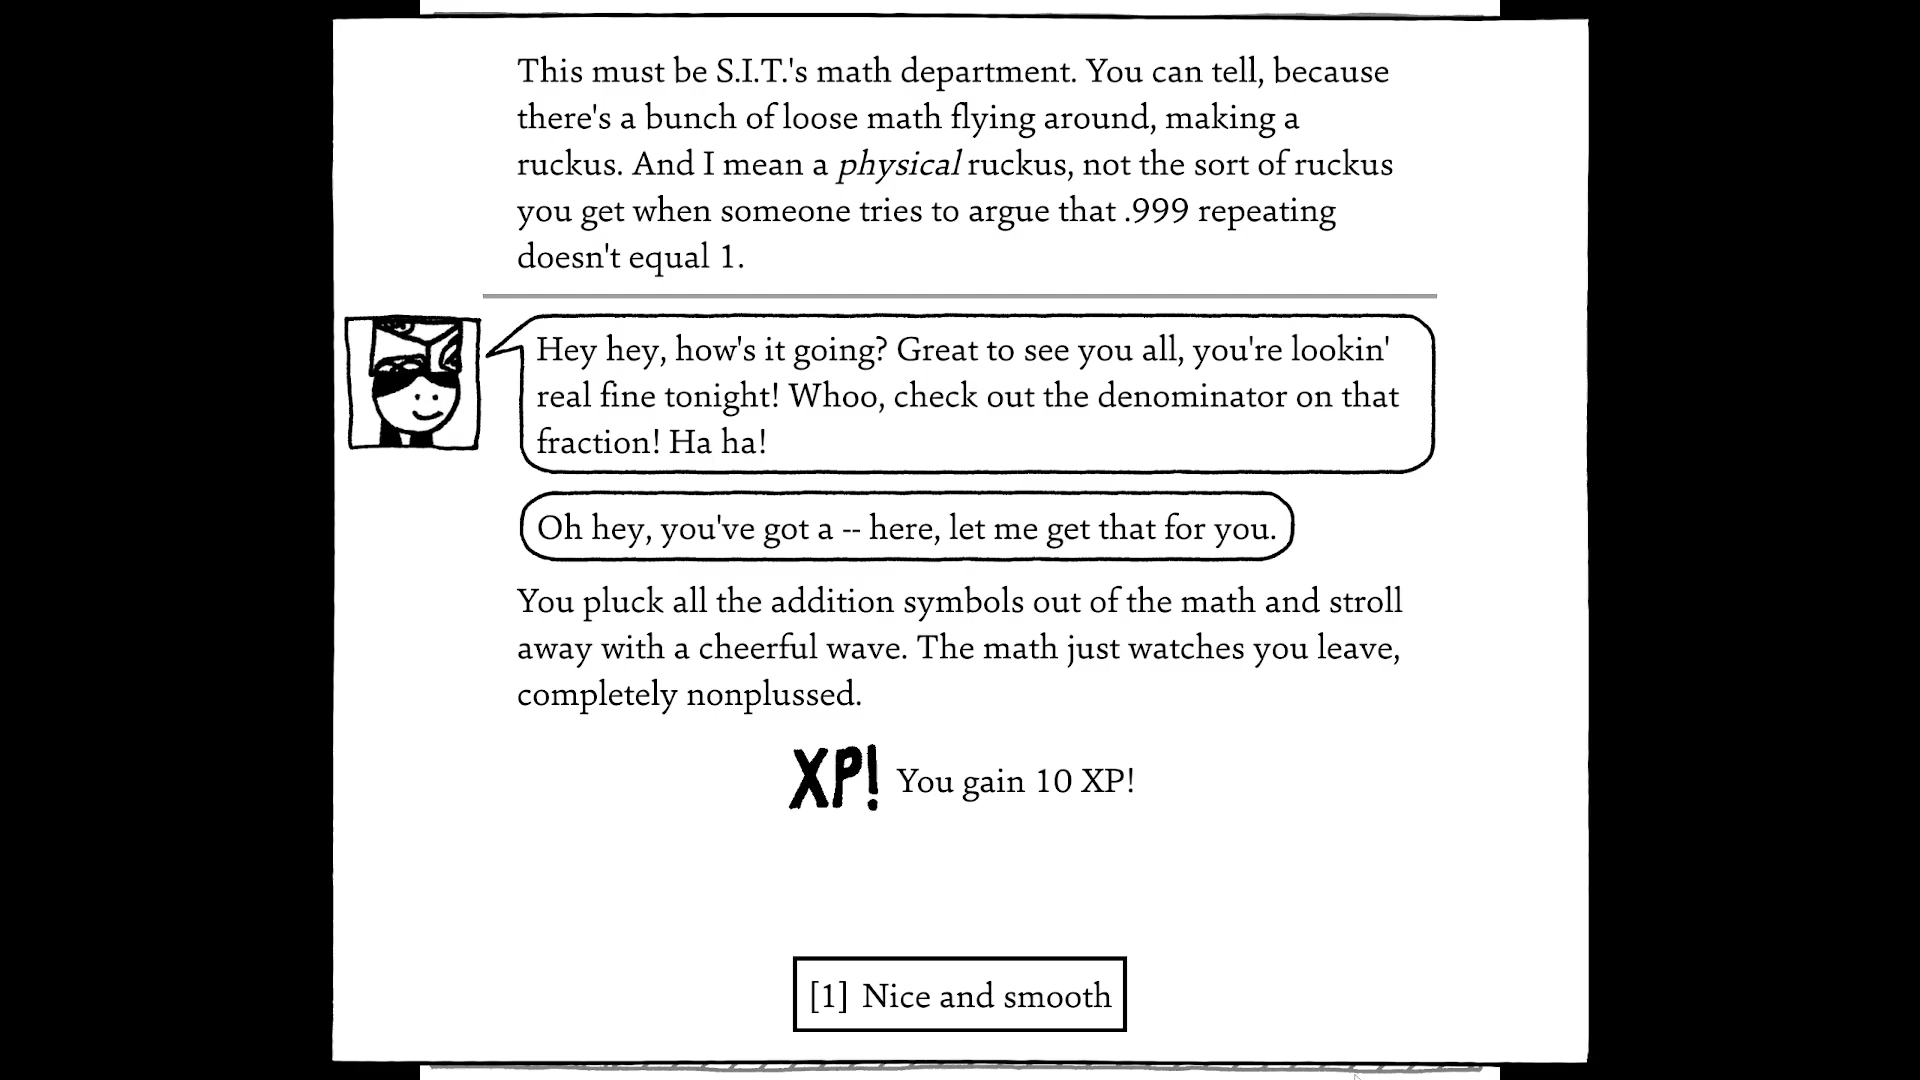 This must be S.I.T.'s math department. You can tell, because
there's a bunch of loose math flying around, making a
ruckus. And I mean a physical ruckus, not the sort of ruckus
you get when someone tries to argue that .999 repeating
doesn't equal 1.
Hey hey, how's it going? Great to see you all, you're lookin'
real fine tonight! Whoo, check out the denominator on that
fraction! Ha ha!
Oh hey, you've got a -- here, let me get that for you.
You pluck all the addition symbols out of the math and stroll
away with a cheerful wave. The math just watches you leave,
completely nonplussed.
XP! You gain 10 XP!
[1] Nice and smooth